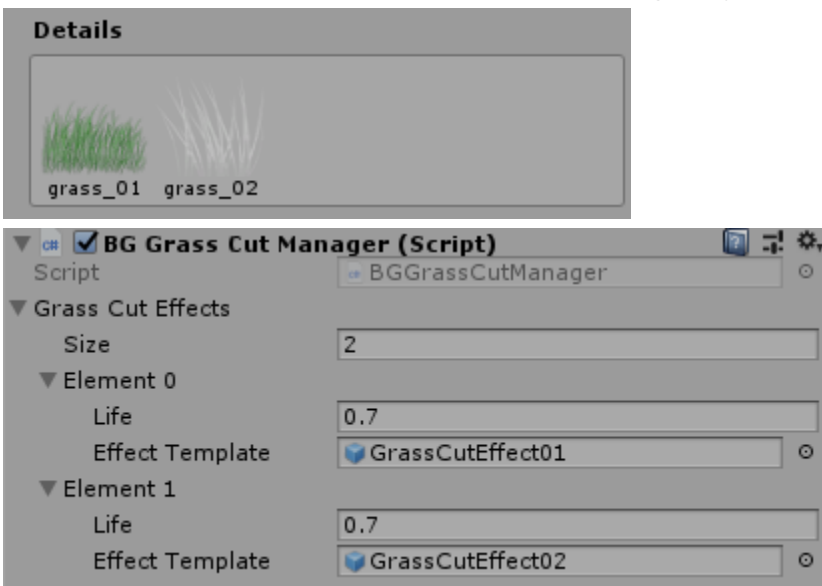 Details
grass_01 grass_02
BG Grass Cut Manager (Script)
Script BGGrassCutManager
Grass Cut Effects
Size 2
Element 0
Life 0.7
Effect Template GrassCutEffect01
Element 1
Life 0.7
Effect Template GrassCutEffect02